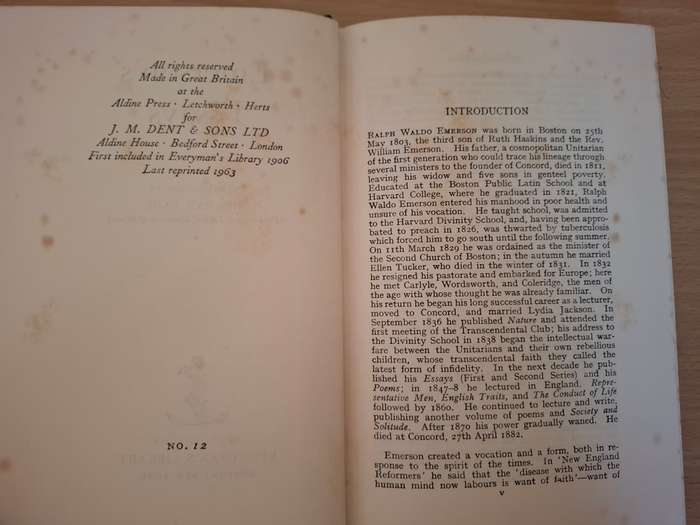 All rights reserved
Made in Great Britain
at the
Aldine Press · Letchworth · Herts
for
J. M. DENT & SONS LTD
Aldine House · Bedford Street · London
First included in Everyman's Library 1906
Last reprinted 1963
NO. 12
INTRODUCTION
RALPH WALDO EMERSON was born in Boston on 25th
May 1803, the third son of Ruth Haskins and the Rev.
William Emerson. His father, a cosmopolitan Unitarian
of the first generation who could trace his lineage through
several ministers to the founder of Concord, died in 1811,
leaving his widow and five sons in genteel poverty.
Educated at the Boston Public Latin School and at
Harvard College, where he graduated in 1821, Ralph
Waldo Emerson entered his manhood in poor health and
unsure of his vocation. He taught school, was admitted
to the Harvard Divinity School, and, having been appro-
bated to preach in 1826, was thwarted by tuberculosis
which forced him to go south until the following summer.
On 11th March 1829 he was ordained as the minister of
the Second Church of Boston; in the autumn he married
Ellen Tucker, who died in the winter of 1831. In 1832
he resigned his pastorate and embarked for Europe; here
he met Carlyle, Wordsworth, and Coleridge, the men of
the age with whose thought he was already familiar. On
his return he began his long successful career as a lecturer,
moved to Concord, and married Lydia Jackson. In
September 1836 he published Nature and attended the
first meeting of the Transcendental Club; his address to
the Divinity School in 1838 began the intellectual war-
fare between the Unitarians and their own rebellious
children, whose transcendental faith they called the
latest form of infidelity. In the next decade he pub-
lished his Essays (First and Second Series) and his
Poems; in 1847-8 he lectured in England. Repre-
sentative Men, English Traits, and The Conduct of Life
followed by 1860. He continued to lecture and write,
publishing another volume of poems and Society and
Solitude. After 1870 his power gradually waned. He
died at Concord, 27th April 1882.
Emerson created a vocation and a form, both in re-
sponse to the spirit of the times. In 'New England
Reformers' he said that the 'disease with which the
human mind now labours is want of faith'—want of
v